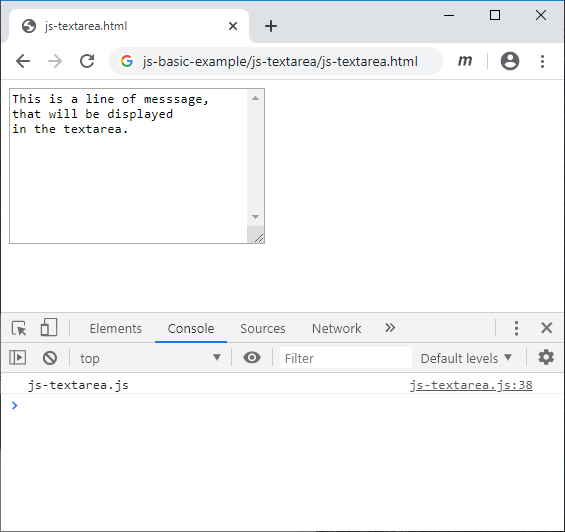 js-textarea.html
js-basic-example/js-textarea/js-textarea.html
m
This is a line of messsage,
that will be displayed
in the textarea.
Elements Console Sources Network
top Filter Default levels
js-textarea.js js-textarea.js:38